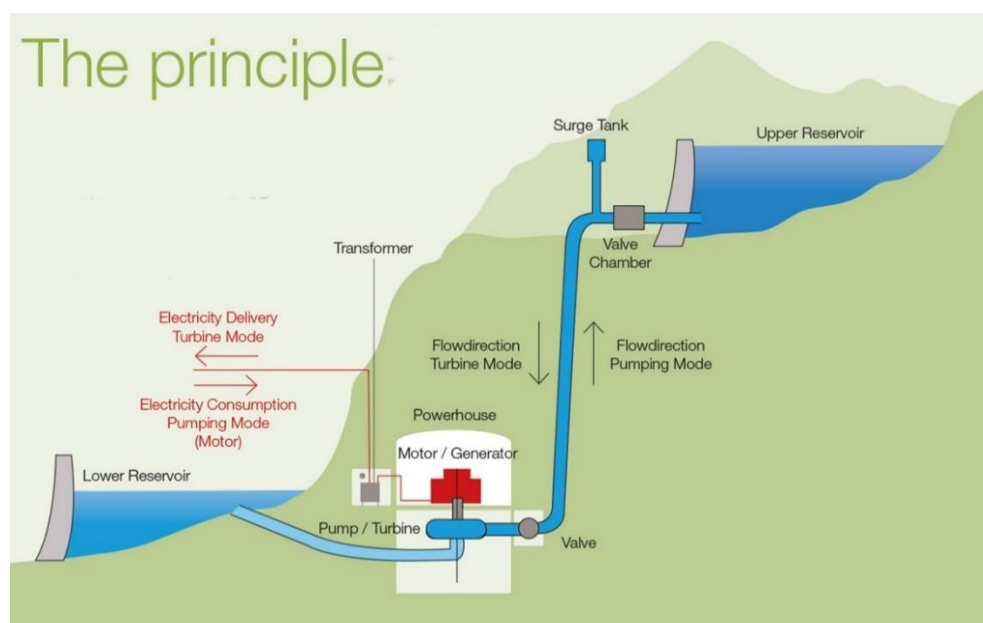 The principle
Surge Tank
Upper Reservoir
Valve
Chamber
Transformer
Electricity Delivery
Turbine Mode
Electricity Consumption
Pumping Mode
(Motor)
Flowdirection
Turbine Mode
Flowdirection
Pumping Mode
Powerhouse
Motor / Generator
Lower Reservoir
Pump / Turbine
Valve